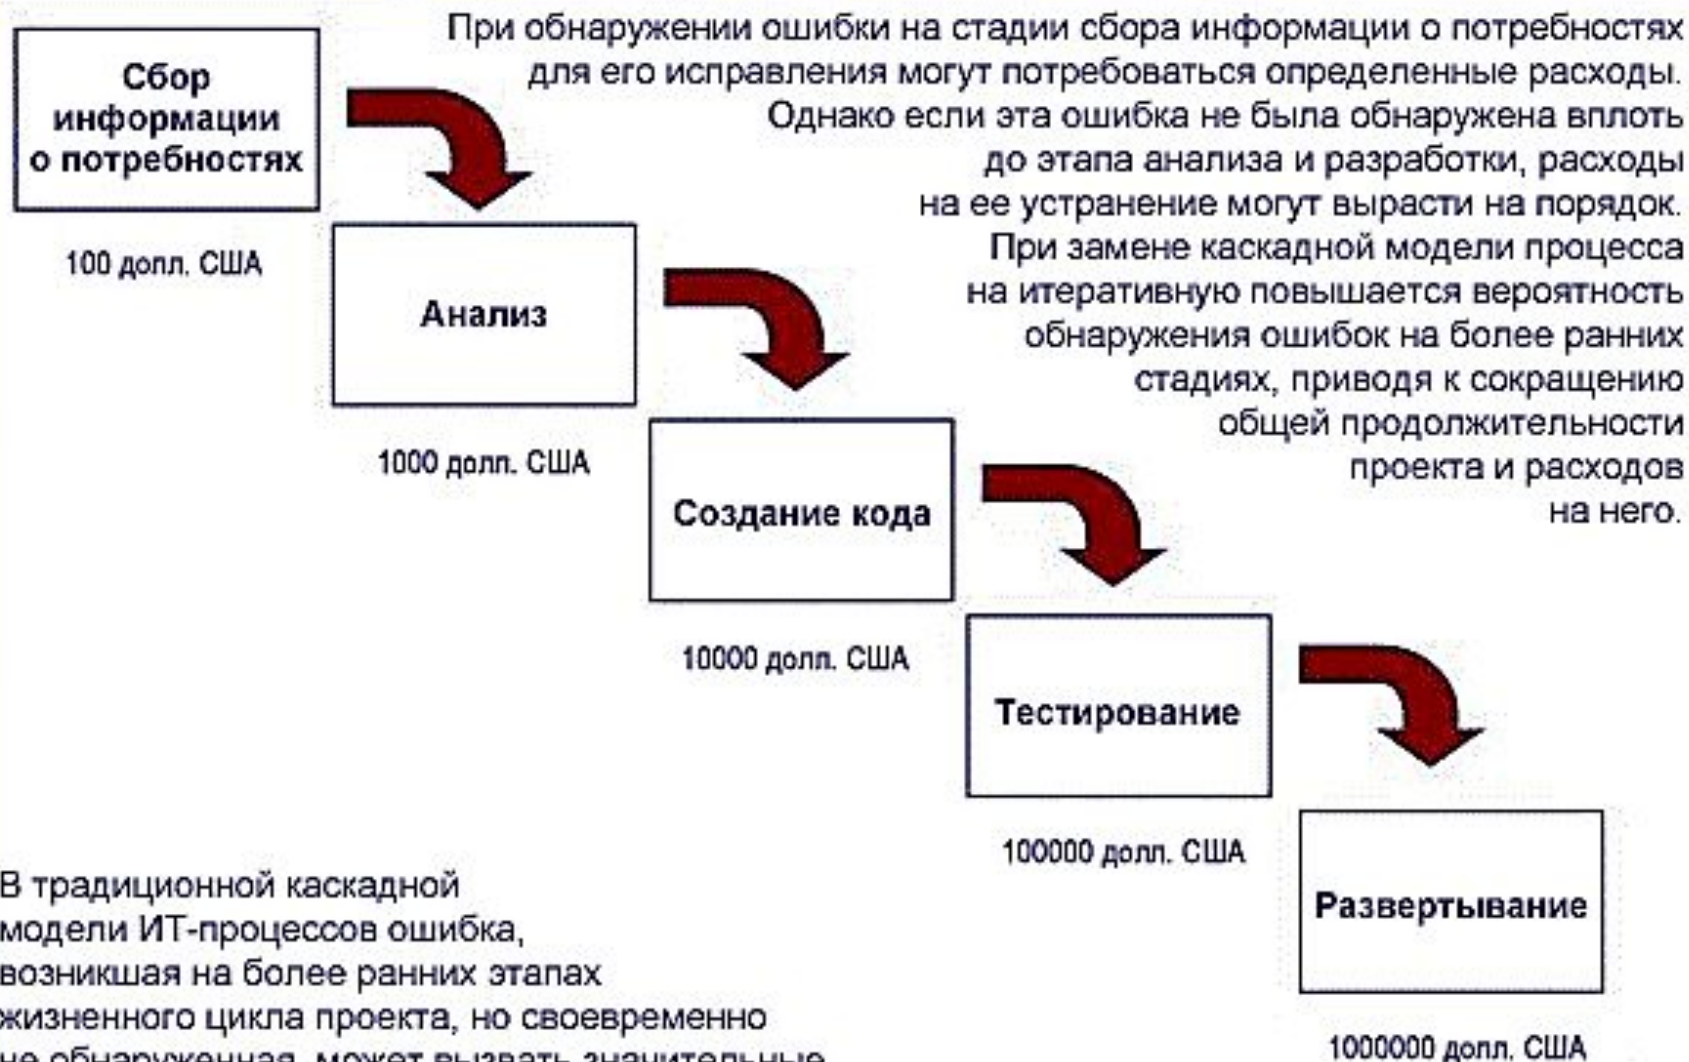 При обнаружении ошибки на стадии сбора информации о потребностях
для его исправления могут потребоваться определенные расходы.
Однако если эта ошибка не была обнаружена вплоть
до этапа анализа и разработки, расходы
на ее устранение могут вырасти на порядок.
При замене каскадной модели процесса
на итеративную повышается вероятность
обнаружения ошибок на более ранних
стадиях, приводя к сокращению
общей продолжительности
проекта и расходов
на него.
Сбор
информации
о потребностях
100 долл. США
Анализ
1000 долл. США
Создание кода
10000 долл. США
Тестирование
100000 долл. США
Развертывание
1000000 долл. США
В традиционной каскадной
модели ИТ-процессов ошибка,
возникшая на более ранних этапах
жизненного цикла проекта, но своевременно
не обнаруженная, может вызвать значительные